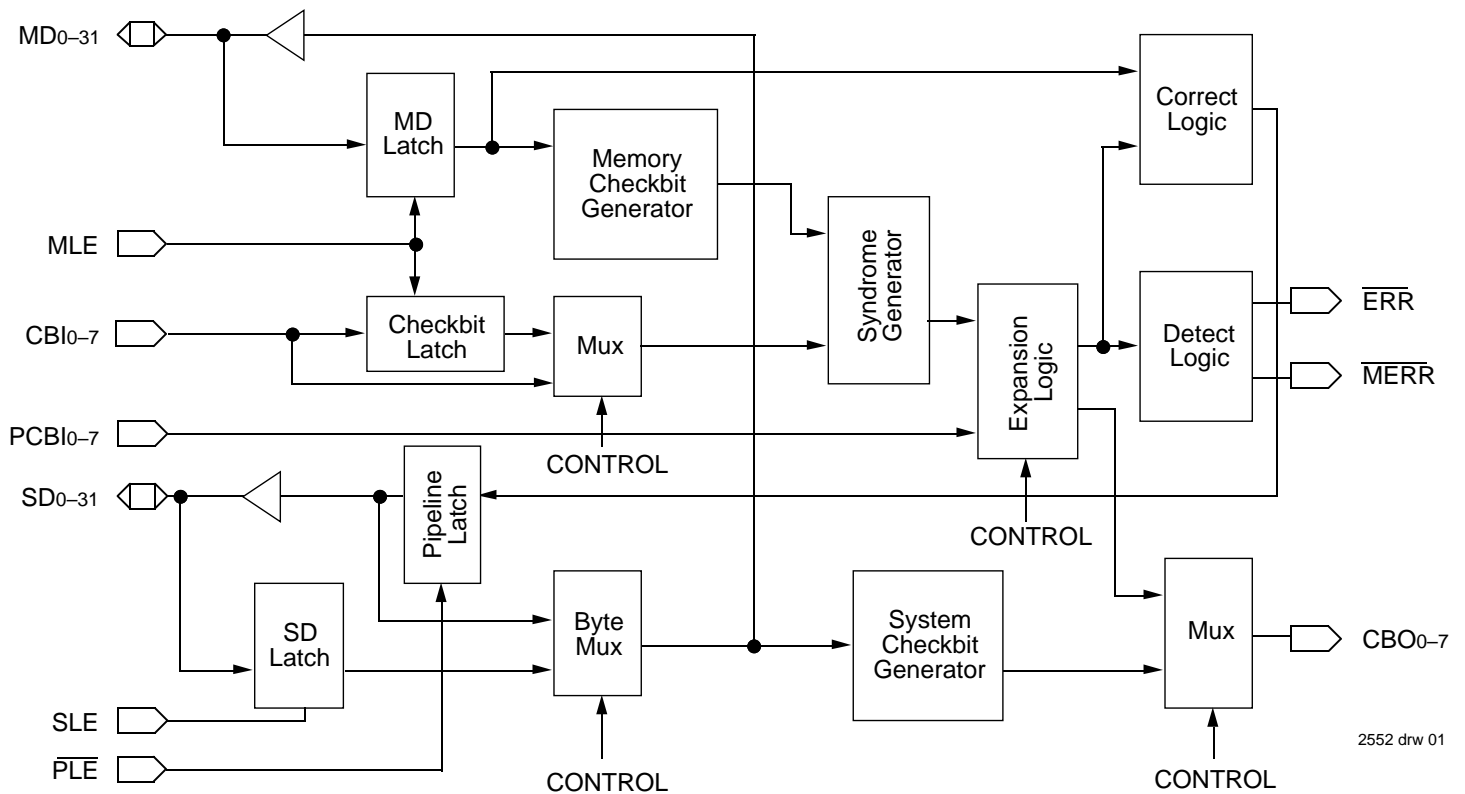 MD0–31
MD
Latch
Memory
Checkbit
Generator
Correct
Logic
MLE
CBI0–7
Checkbit
Latch
Mux
CONTROL
Syndrome
Generator
Expansion
Logic
CONTROL
Detect
Logic
ERR
MERR
PCBI0–7
SD0–31
Pipeline
Latch
SD
Latch
Byte
Mux
CONTROL
System
Checkbit
Generator
Mux
CONTROL
CBO0–7
SLE
PLE
2552 drw 01